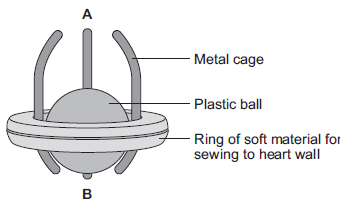 A
Metal cage
Plastic ball
Ring of soft material for
sewing to heart wall
B